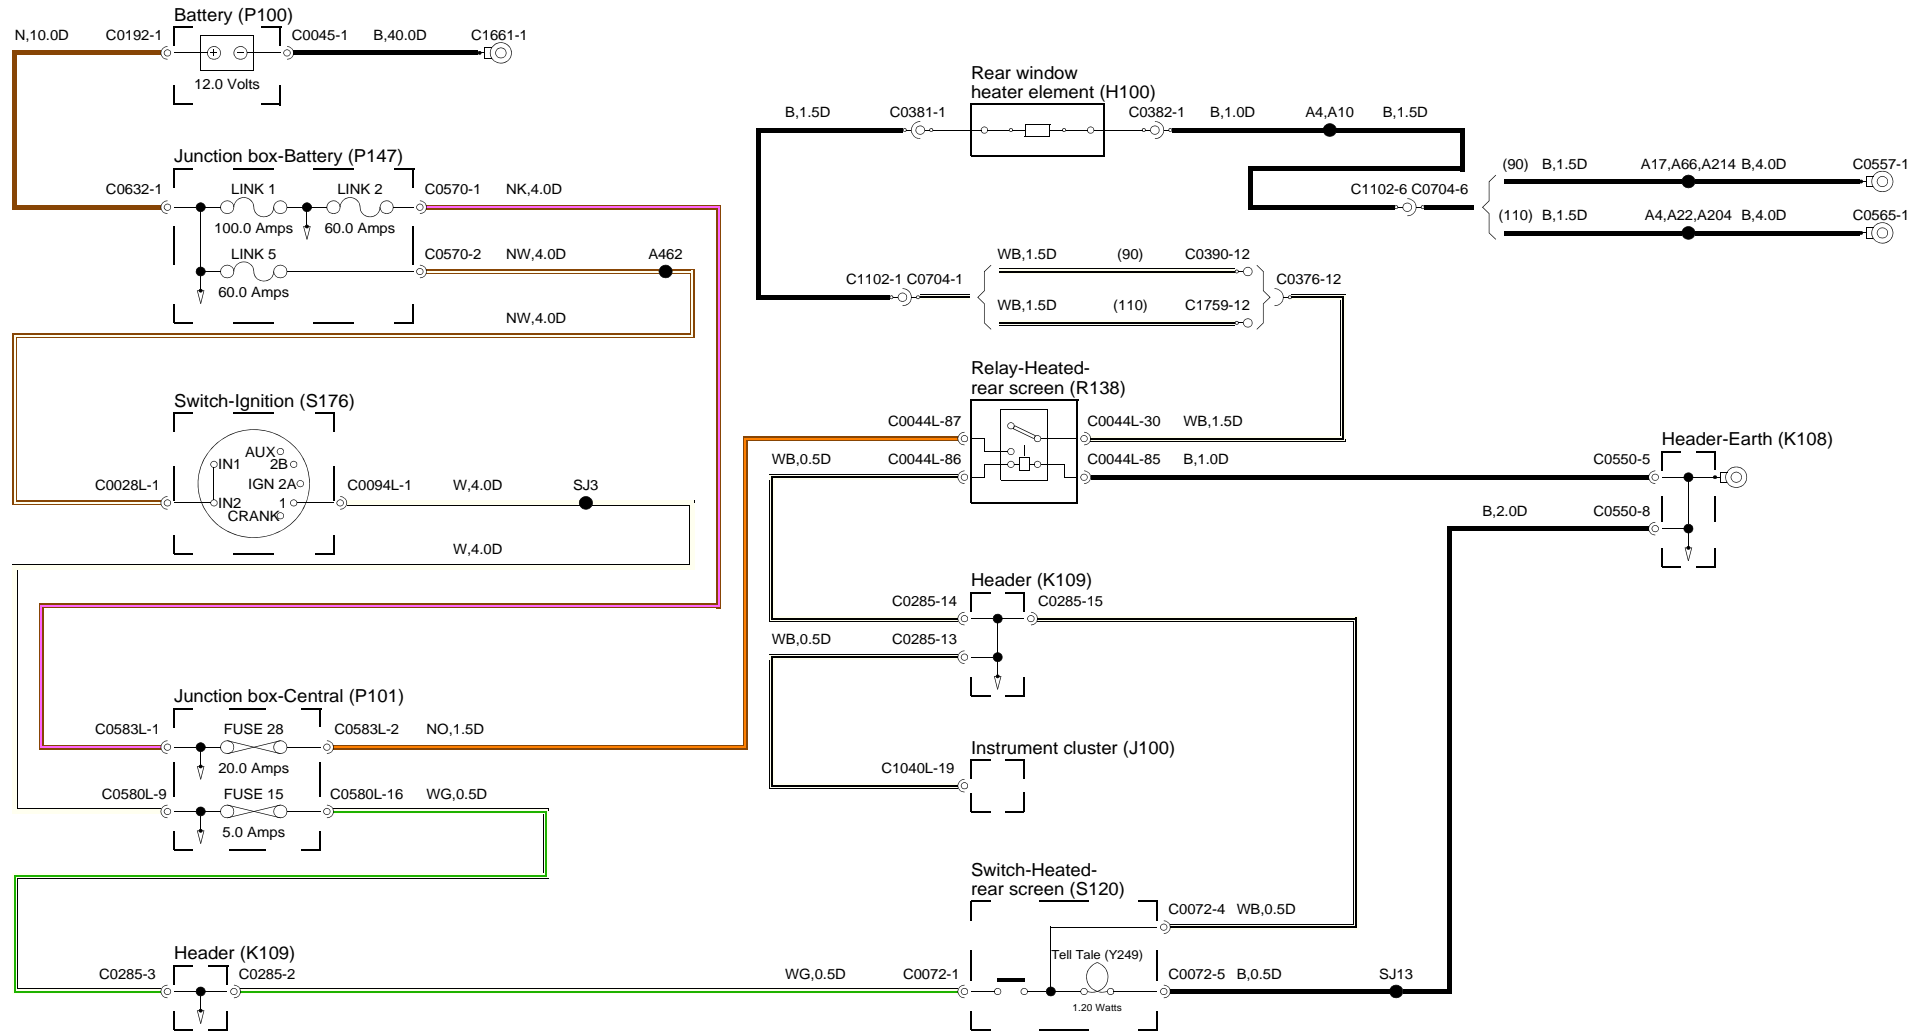 Battery (P100)
N,10.0D
C0192-1
C0045-1
B,40.0D
C1661-1
12.0 Volts
Junction box-Battery (P147)
C0632-1
LINK 1
LINK 2
C0570-1
NK,4.0D
100.0 Amps
60.0 Amps
LINK 5
C0570-2
NW,4.0D
A462
60.0 Amps
NW,4.0D
Switch-Ignition (S176)
AUX
IN1
2B
IGN 2A
C0028L-1
IN2
1
CRANK
C0094L-1
W,4.0D
SJ3
W,4.0D
Junction box-Central (P101)
C0583L-1
FUSE 28
C0583L-2
NO,1.5D
20.0 Amps
C0580L-9
FUSE 15
C0580L-16
WG,0.5D
5.0 Amps
Header (K109)
C0285-3
C0285-2
WG,0.5D
C0072-1
Rear window
heater element (H100)
B,1.5D
C0381-1
C0382-1
B,1.0D
A4,A10
B,1.5D
(90) B,1.5D
A17,A66,A214 B,4.0D
C0557-1
C1102-6 C0704-6
(110) B,1.5D
A4,A22,A204 B,4.0D
C0565-1
WB,1.5D
(90)
C0390-12
C1102-1 C0704-1
C0376-12
WB,1.5D
(110)
C1759-12
Relay-Heated-
rear screen (R138)
C0044L-87
C0044L-30
WB,1.5D
WB,0.5D
C0044L-86
C0044L-85
B,1.0D
Header-Earth (K108)
C0550-5
B,2.0D
C0550-8
Header (K109)
C0285-14
C0285-15
WB,0.5D
C0285-13
Instrument cluster (J100)
C1040L-19
Switch-Heated-
rear screen (S120)
C0072-4
WB,0.5D
Tell Tale (Y249)
C0072-5
B,0.5D
SJ13
1.20 Watts